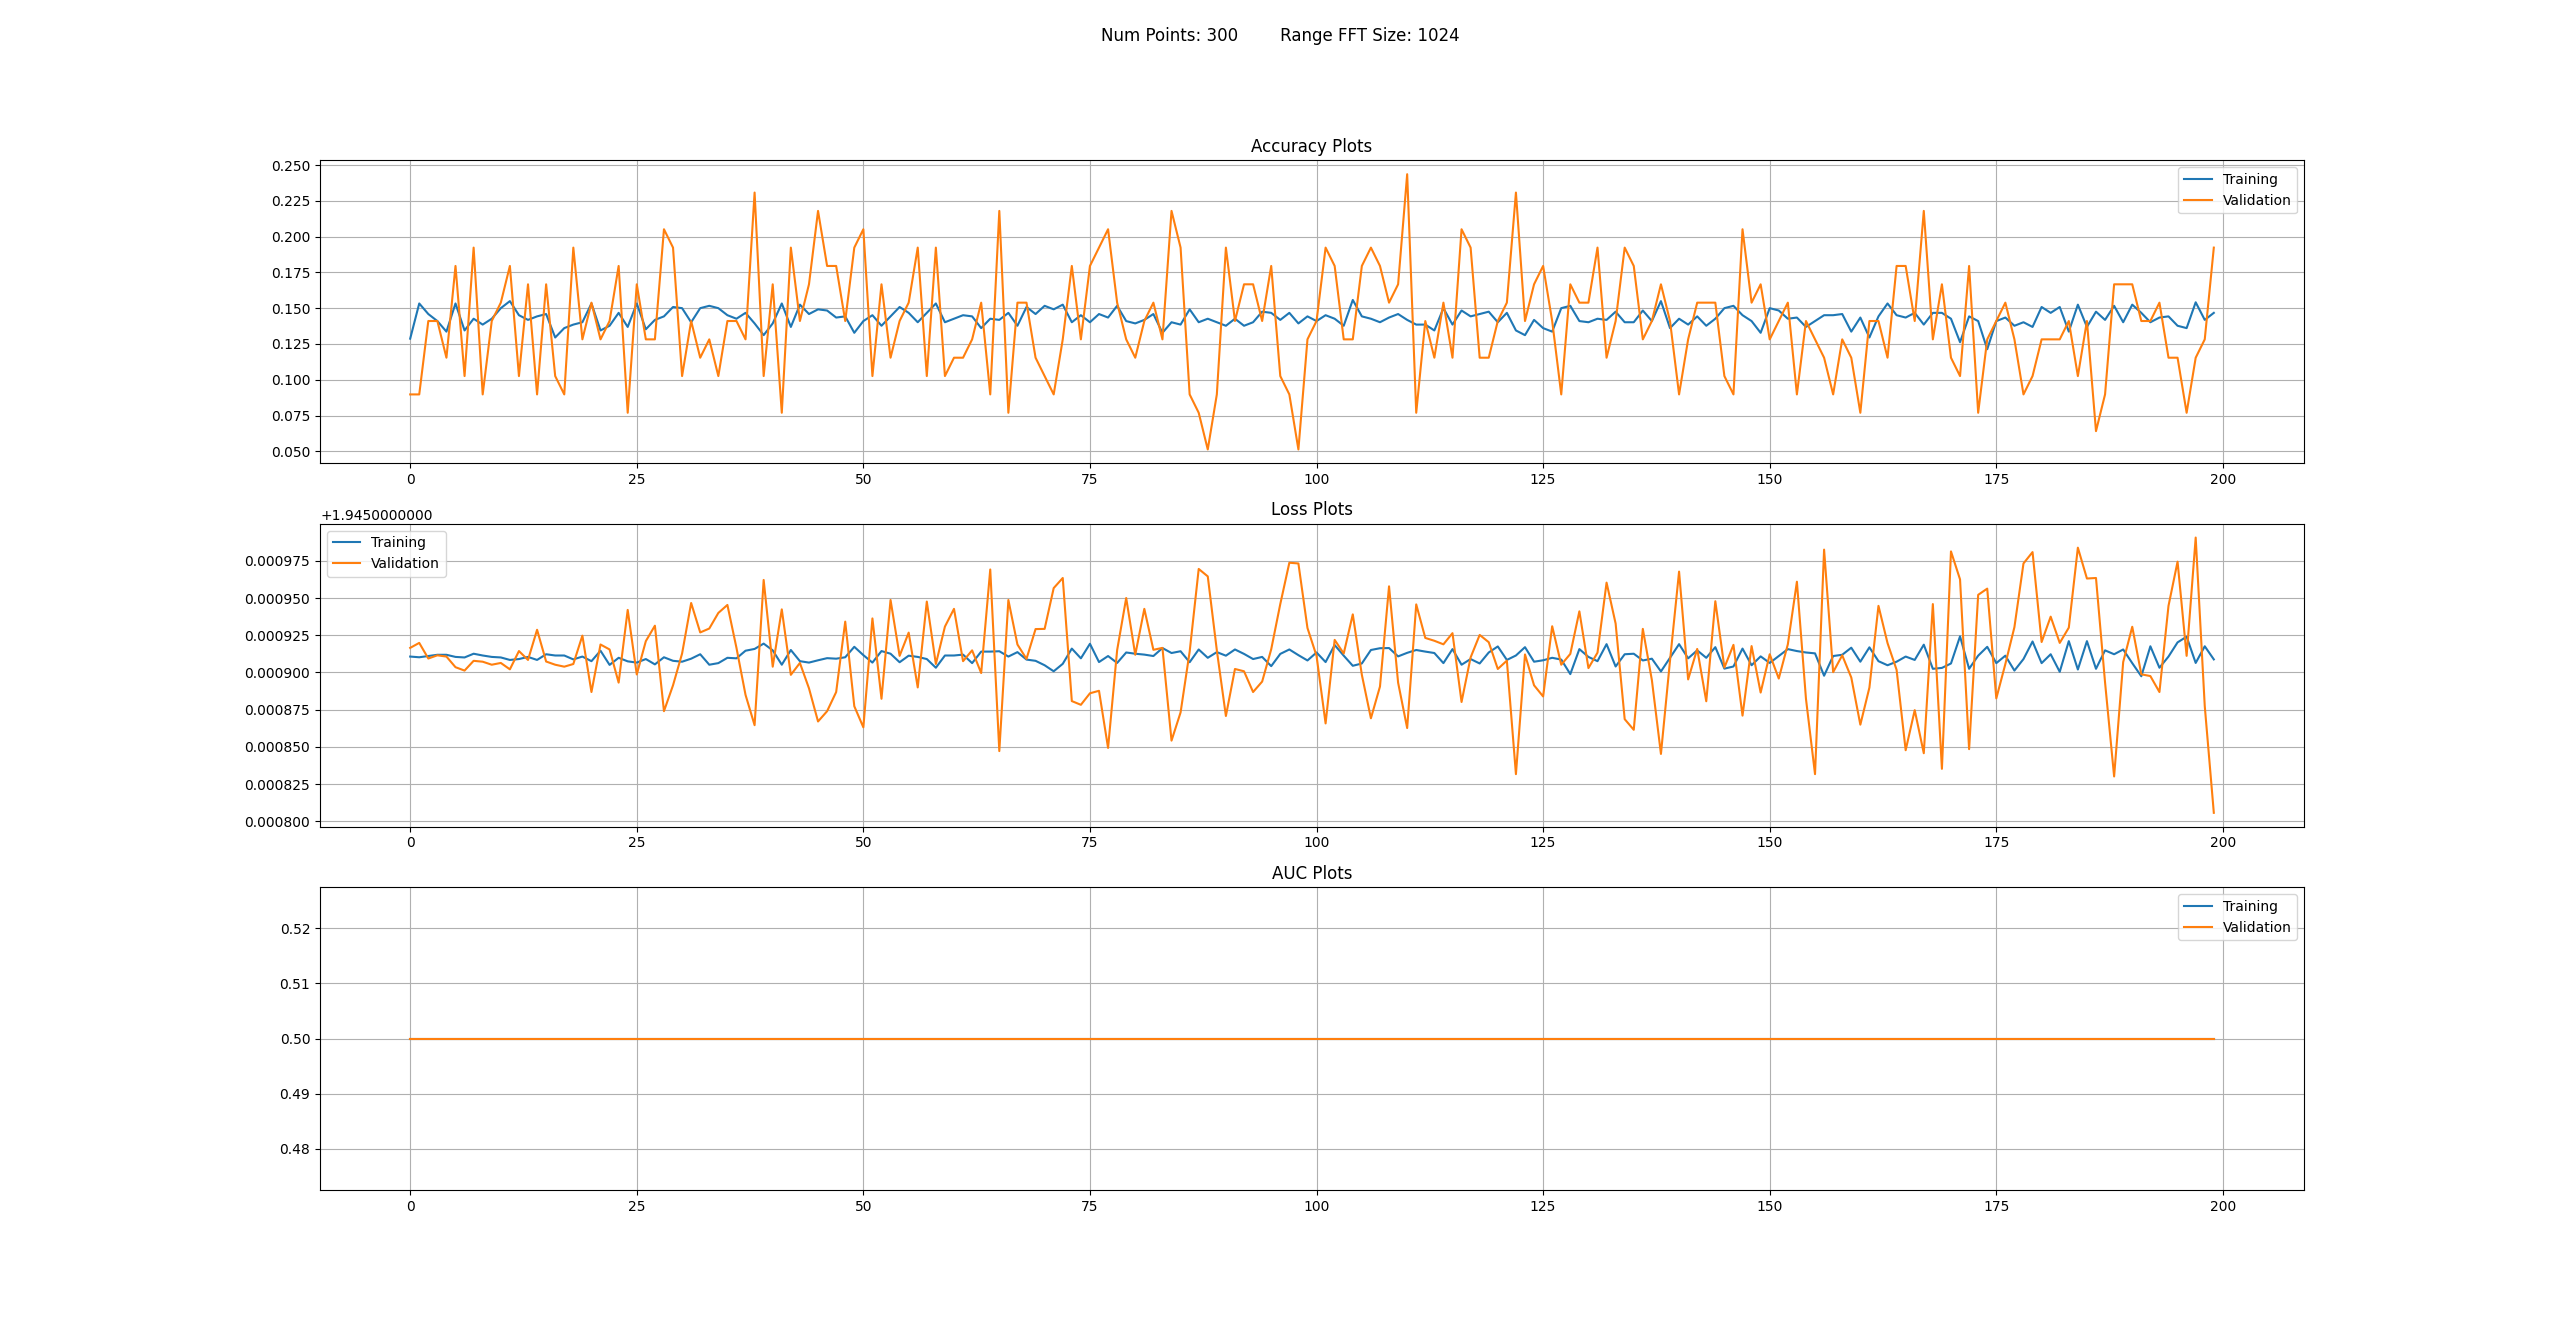 Num Points: 300 Range FFT Size: 1024
Accuracy Plots
0.250
0.225
0.200
0.175
0.150
0.125
0.100
0.075
0.050
Training
Validation
0 25 50 75 100 125 150 175 200
Loss Plots
+1.9450000000
0.000975
0.000950
0.000925
0.000900
0.000875
0.000850
0.000825
0.000800
Training
Validation
0 25 50 75 100 125 150 175 200
AUC Plots
0.52
0.51
0.50
0.49
0.48
Training
Validation
0 25 50 75 100 125 150 175 200